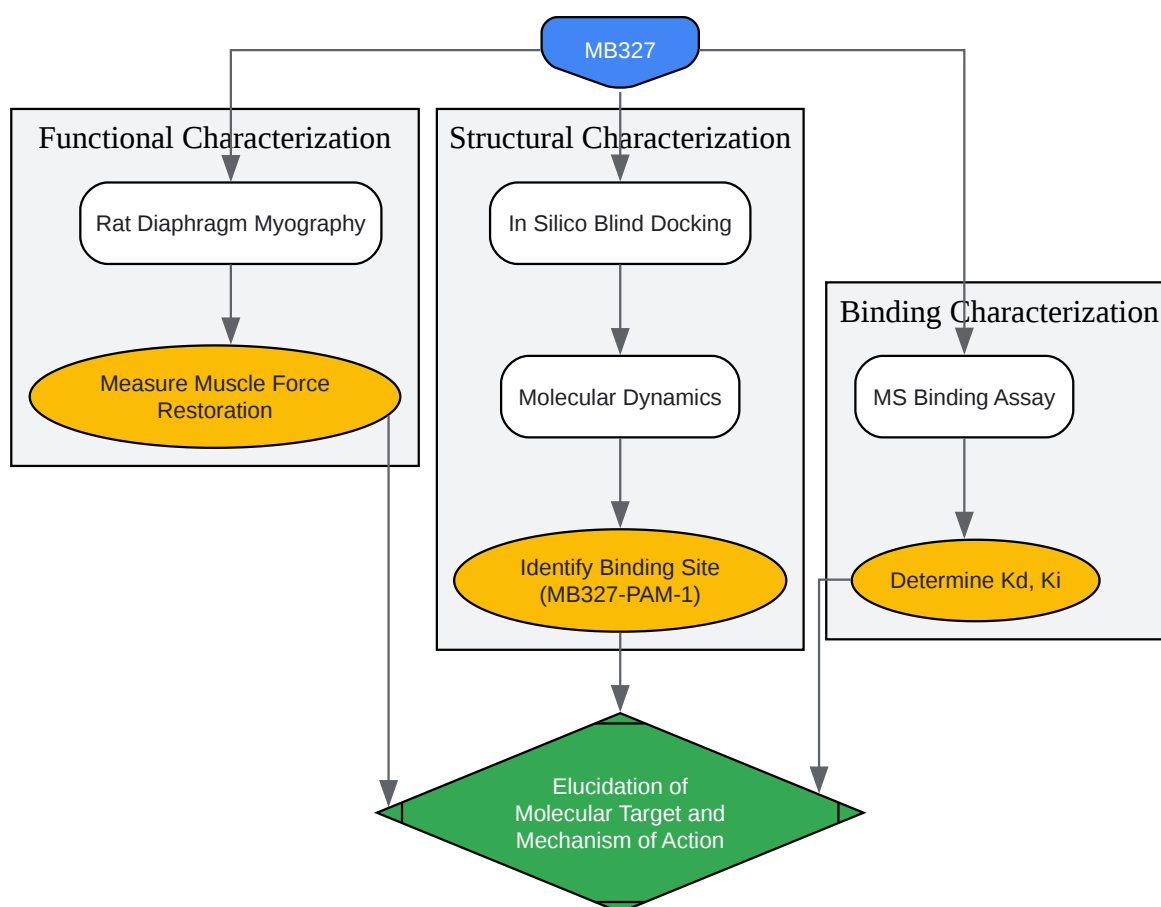 MB327
Functional Characterization
Rat Diaphragm Myography
Measure Muscle Force
Restoration
Structural Characterization
In Silico Blind Docking
Molecular Dynamics
Identify Binding Site
(MB327-PAM-1)
Binding Characterization
MS Binding Assay
Determine Kd, Ki
Elucidation of
Molecular Target and
Mechanism of Action